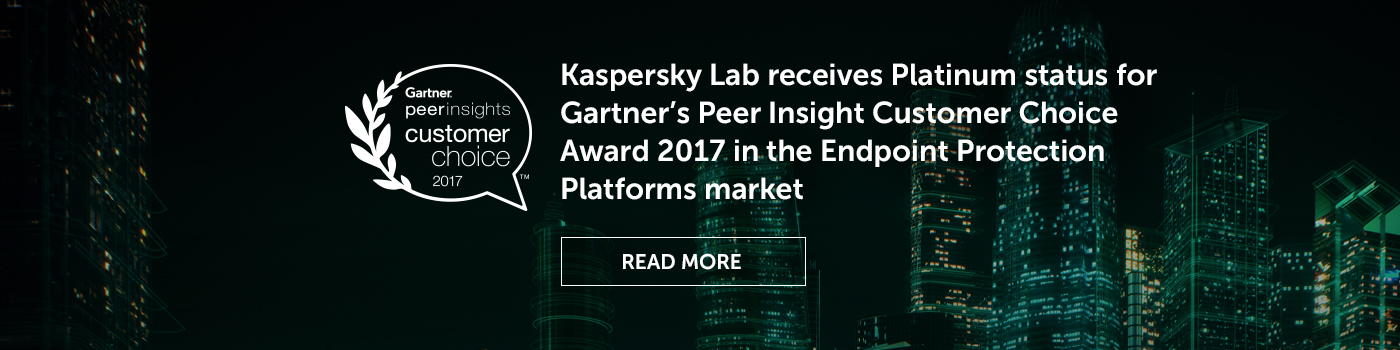 Gartner.
peerinsights
customer
choice
2017
TM
Kaspersky Lab receives Platinum status for
Gartner’s Peer Insight Customer Choice
Award 2017 in the Endpoint Protection
Platforms market
READ MORE